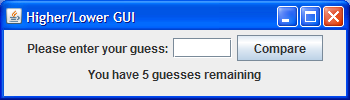 Higher/Lower GUI
Please enter your guess: Compare
You have 5 guesses remaining